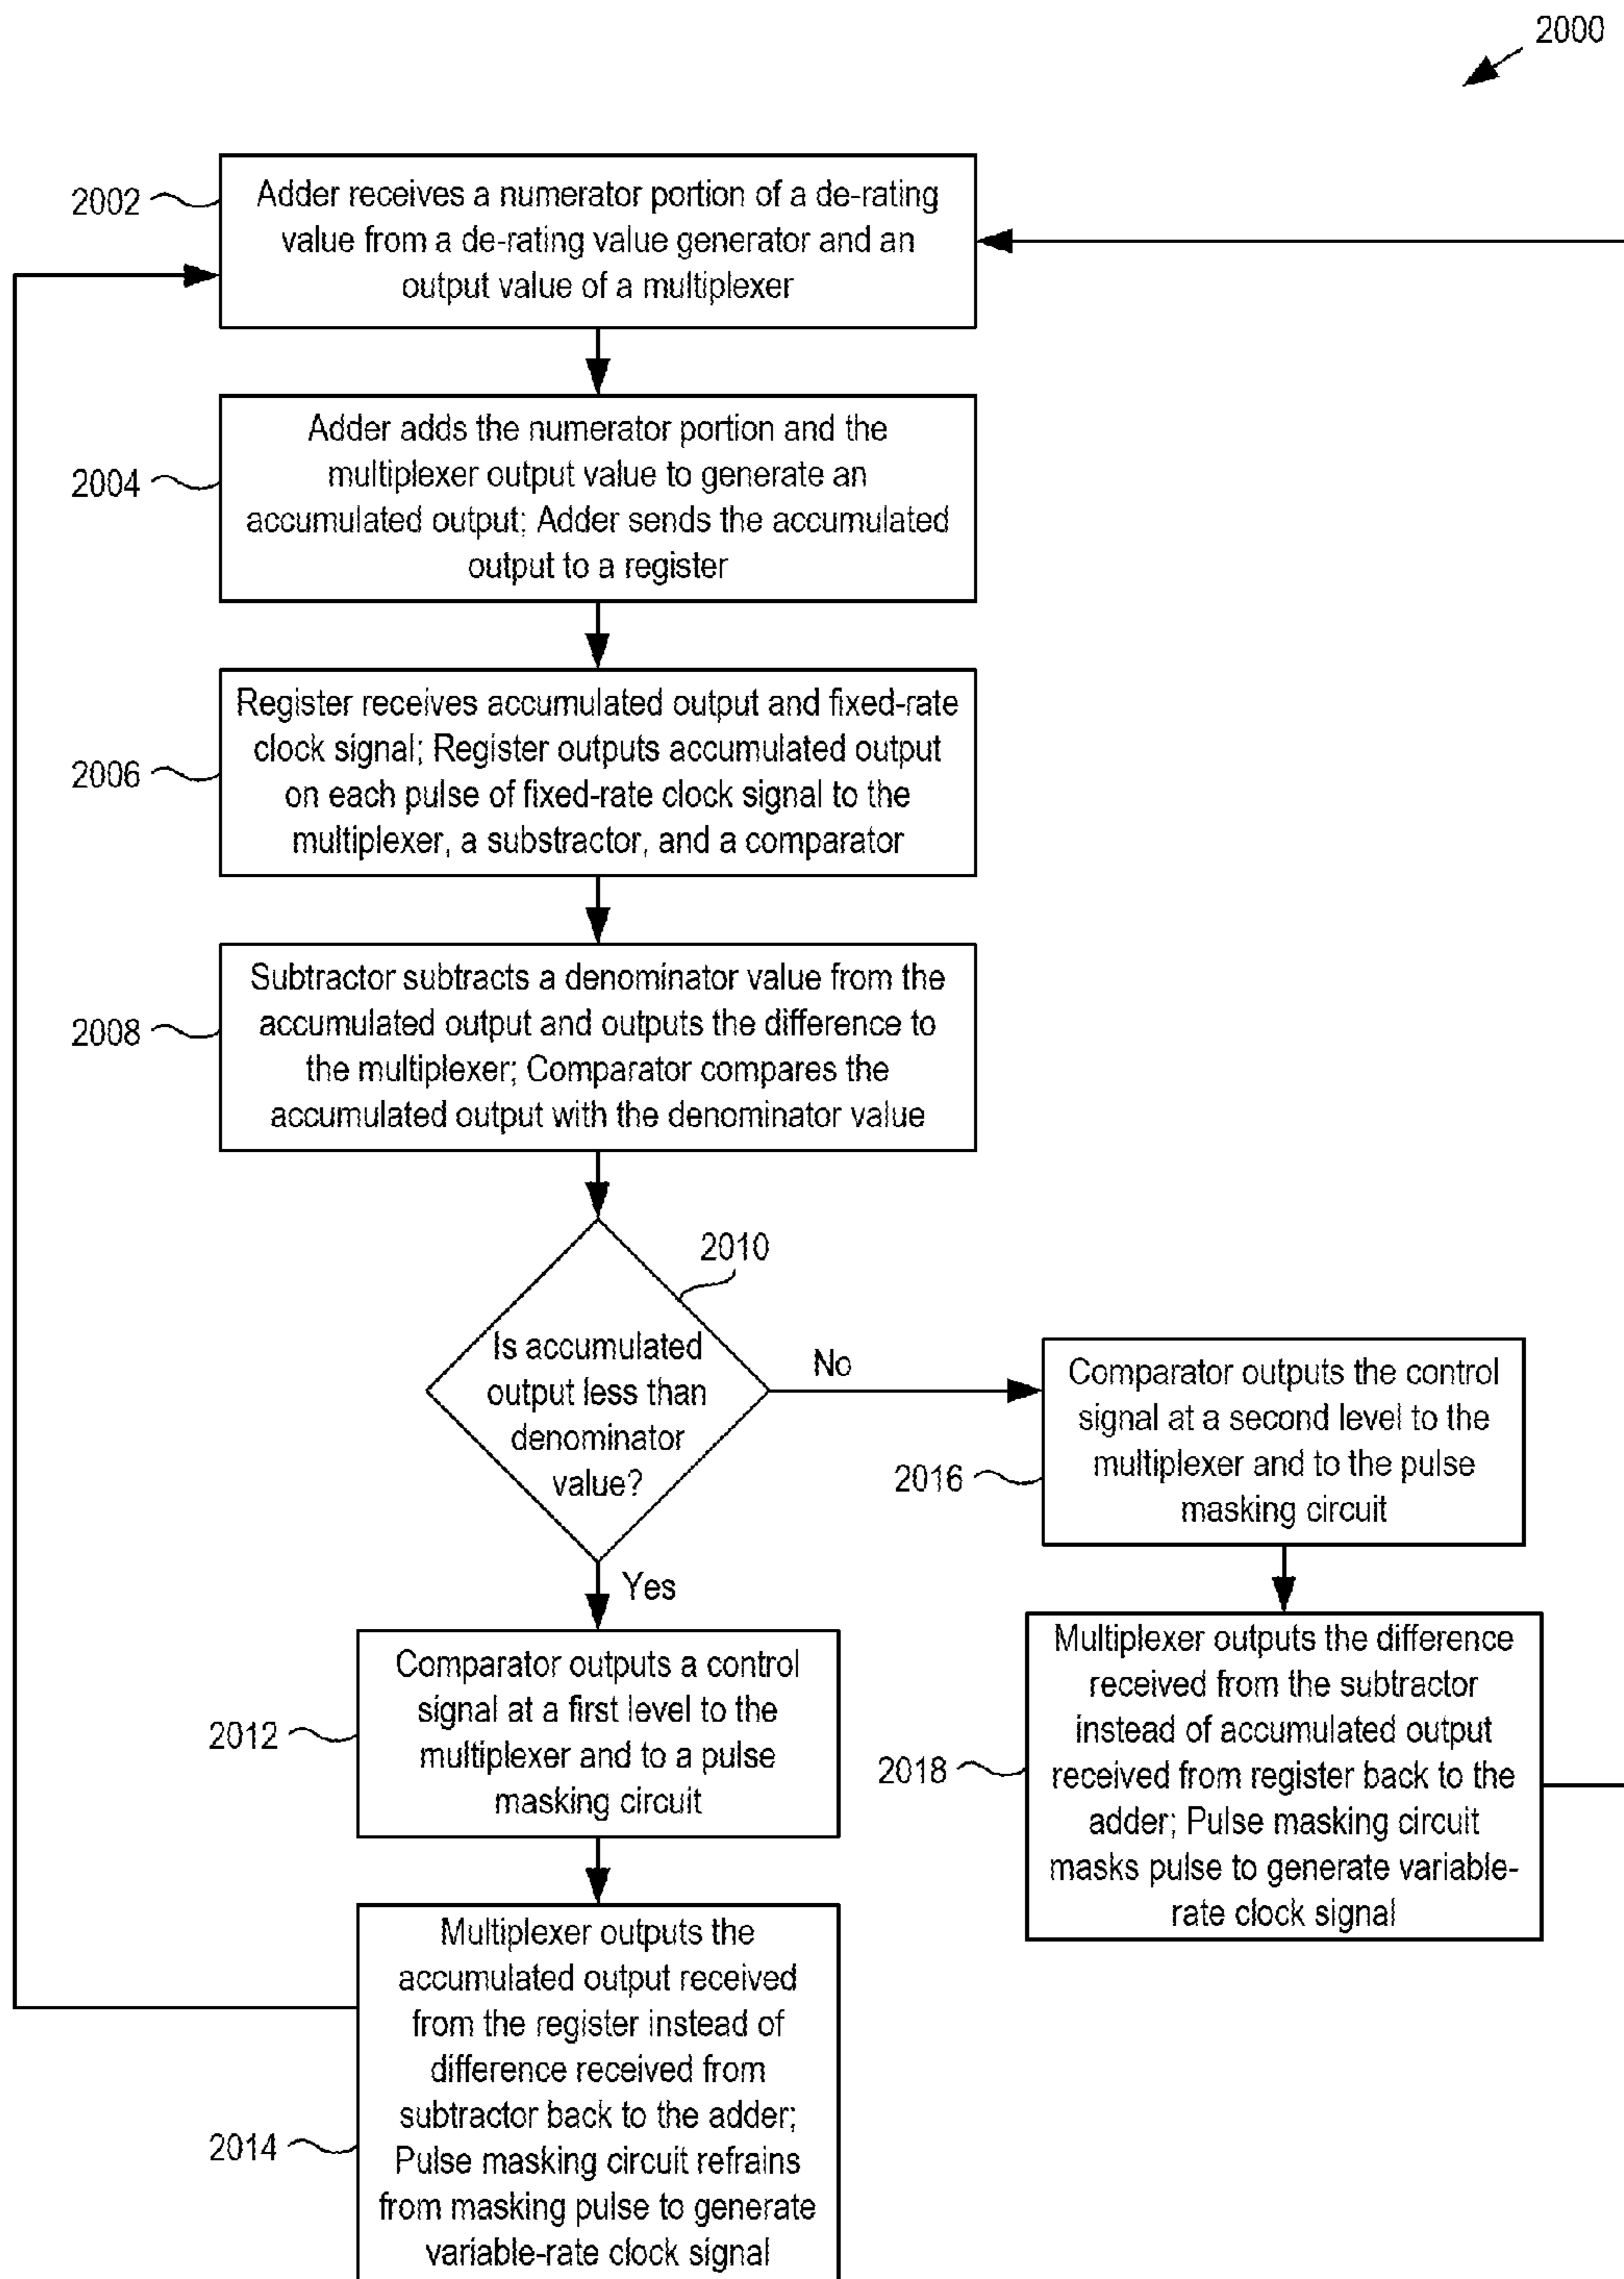 2000
2002
Adder receives a numerator portion of a de-rating
value from a de-rating value generator and an
output value of a multiplexer
2004
Adder adds the numerator portion and the
multiplexer output value to generate an
accumulated output; Adder sends the accumulated
output to a register
2006
Register receives accumulated output and fixed-rate
clock signal; Register outputs accumulated output
on each pulse of fixed-rate clock signal to the
multiplexer, a substractor, and a comparator
2008
Subtractor subtracts a denominator value from the
accumulated output and outputs the difference to
the multiplexer; Comparator compares the
accumulated output with the denominator value
2010
Is accumulated
output less than
denominator
value?
No
Yes
2016
Comparator outputs the control
signal at a second level to the
multiplexer and to the pulse
masking circuit
2012
Comparator outputs a control
signal at a first level to the
multiplexer and to a pulse
masking circuit
2018
Multiplexer outputs the difference
received from the subtractor
instead of accumulated output
received from register back to the
adder; Pulse masking circuit
masks pulse to generate variable-
rate clock signal
2014
Multiplexer outputs the
accumulated output received
from the register instead of
difference received from
subtractor back to the adder;
Pulse masking circuit refrains
from masking pulse to generate
variable-rate clock signal